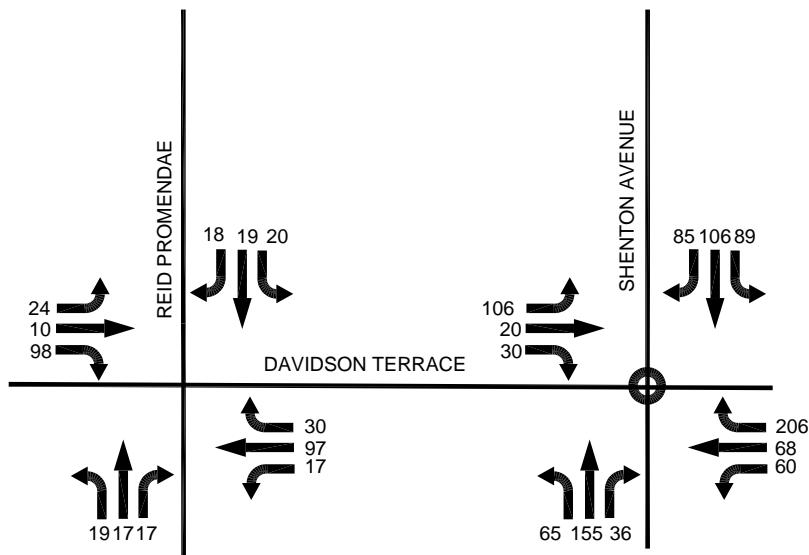 REID PROMENDAE
SHENTON AVENUE
18 19 20
85 106 89
24
10
98
106
20
30
DAVIDSON TERRACE
30
97
17
206
68
60
19 17 17
65 155 36